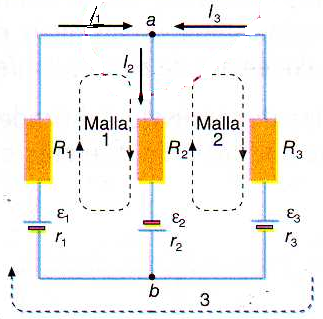 I₁ a I₃
I₂
R₁ Malla 1 R₂ Malla 2 R₃
ε₁ ε₂ ε₃
r₁ r₂ r₃
b
3